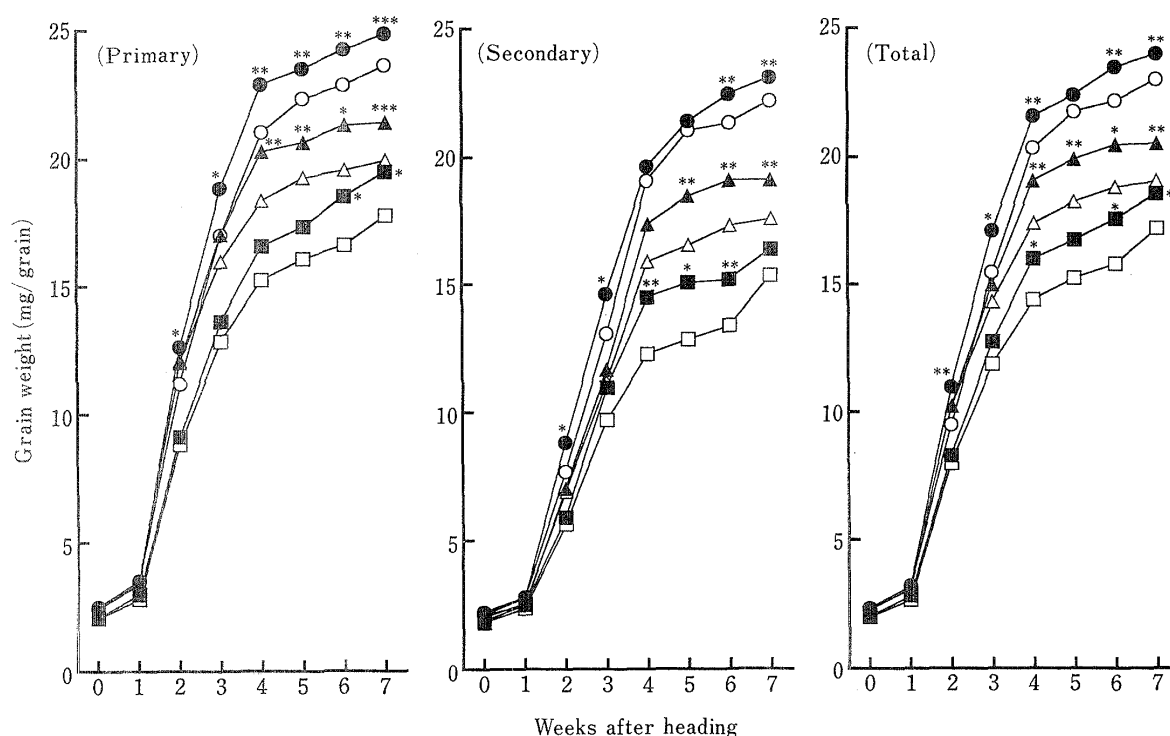 (Primary)
(Secondary)
(Total)
Grain weight (mg/grain)
25
20
15
10
5
0
25
20
15
10
5
0
25
20
15
10
5
0
* * ** ** ** ***
** ** * ***
* *
* * ** **
** ** **
** * **
** * ** ** **
** ** * **
* * *
0 1 2 3 4 5 6 7
0 1 2 3 4 5 6 7
0 1 2 3 4 5 6 7
Weeks after heading